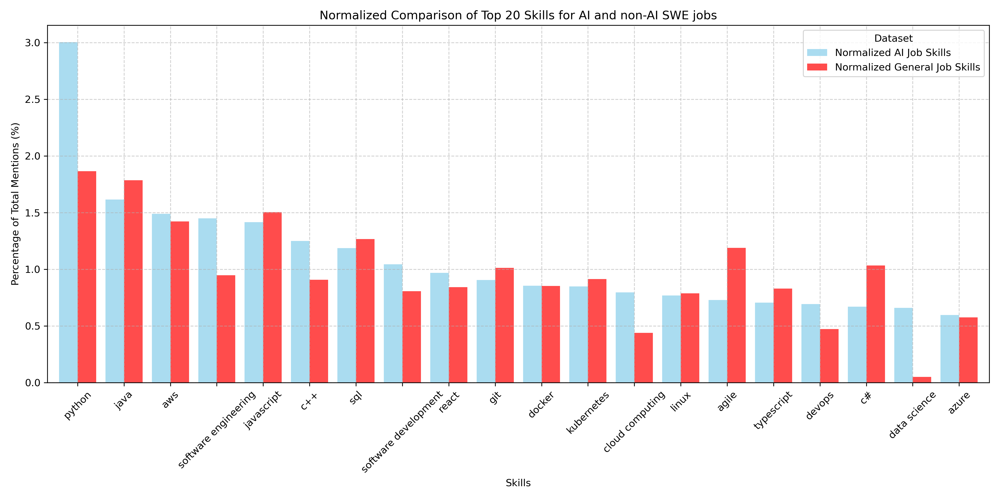 Normalized Comparison of Top 20 Skills for AI and non-AI SWE jobs
Dataset
Normalized AI Job Skills
Normalized General Job Skills
Percentage of Total Mentions (%)
3.0
2.5
2.0
1.5
1.0
0.5
0.0
python
java
aws
software engineering
javascript
c++
sql
software development
react
git
docker
kubernetes
cloud computing
linux
agile
typescript
devops
c#
data science
azure
Skills